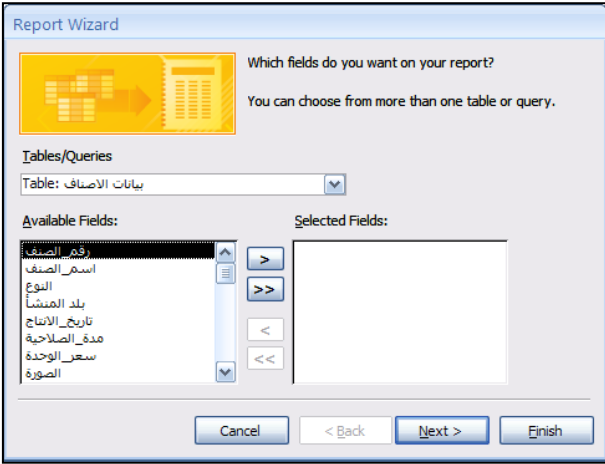 Report Wizard
Which fields do you want on your report?
You can choose from more than one table or query.
Tables/Queries
Table: بيانات الاصناف
Available Fields:
Selected Fields:
رقم_الصنف
اسم_الصنف
النوع
بلد المنشأ
تاريخ_الانتاج
مدة_الصلاحية
سعر_الوحدة
الصورة
>
>>
<
<<
Cancel
< Back
Next >
Finish